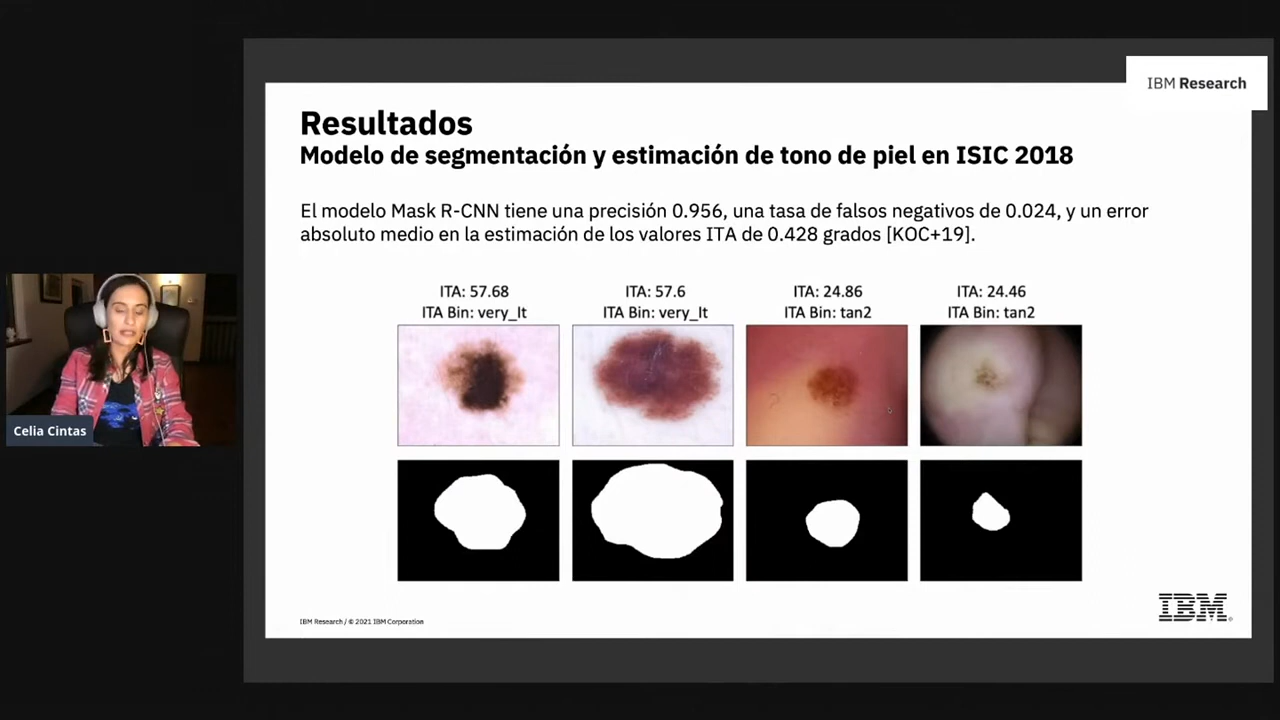 IBM Research
Resultados
Modelo de segmentación y estimación de tono de piel en ISIC 2018
El modelo Mask R-CNN tiene una precisión 0.956, una tasa de falsos negativos de 0.024, y un error
absoluto medio en la estimación de los valores ITA de 0.428 grados [KOC+19].
ITA: 57.68
ITA Bin: very_lt
ITA: 57.6
ITA Bin: very_lt
ITA: 24.86
ITA Bin: tan2
ITA: 24.46
ITA Bin: tan2
Celia Cintas
IBM Research / © 2021 IBM Corporation
IBM